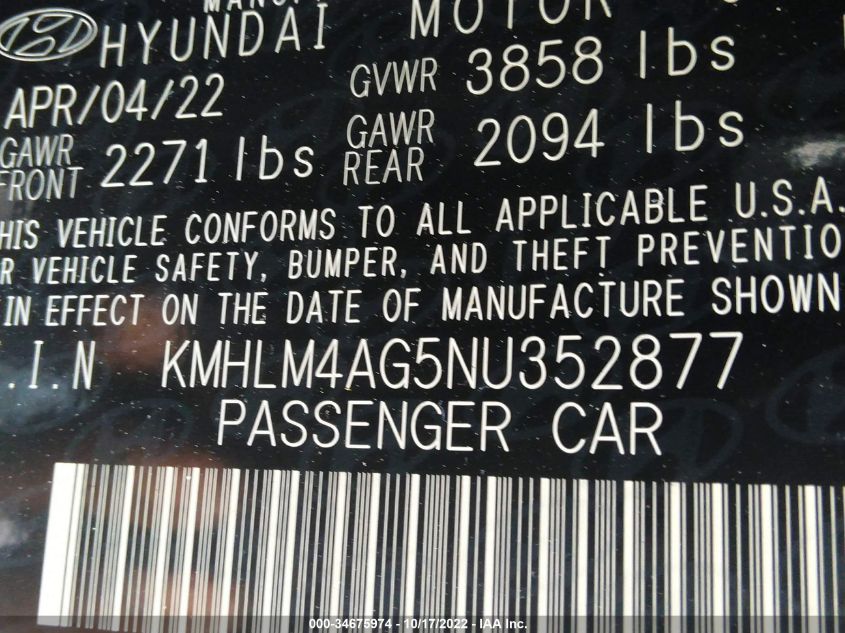 HYUNDAI MOTOR
APR/04/22 GVWR 3858 lbs
GAWR FRONT 2271 lbs GAWR REAR 2094 lbs
HIS VEHICLE CONFORMS TO ALL APPLICABLE U.S.A.
R VEHICLE SAFETY, BUMPER, AND THEFT PREVENTIO
IN EFFECT ON THE DATE OF MANUFACTURE SHOWN
.I.N KMHLM4AG5NU352877
PASSENGER CAR
000-34675974 - 10/17/2022 - IAA Inc.